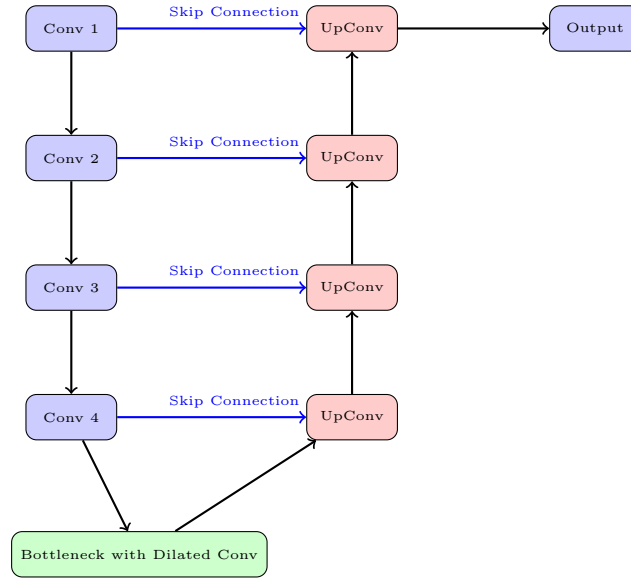 Conv 1
Skip Connection
UpConv
Output
Conv 2
Skip Connection
UpConv
Conv 3
Skip Connection
UpConv
Conv 4
Skip Connection
UpConv
Bottleneck with Dilated Conv